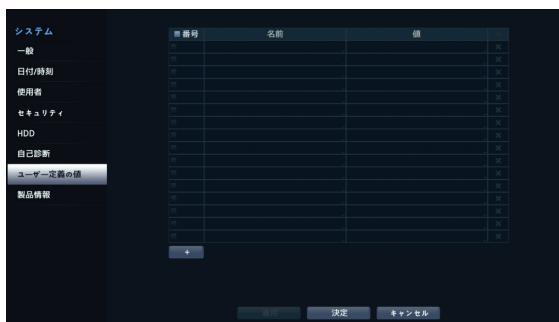 システム
一般
日付/時刻
使用者
セキュリティ
HDD
自己診断
ユーザー定義の値
製品情報
番号 名前 値
+
適用 決定 キャンセル